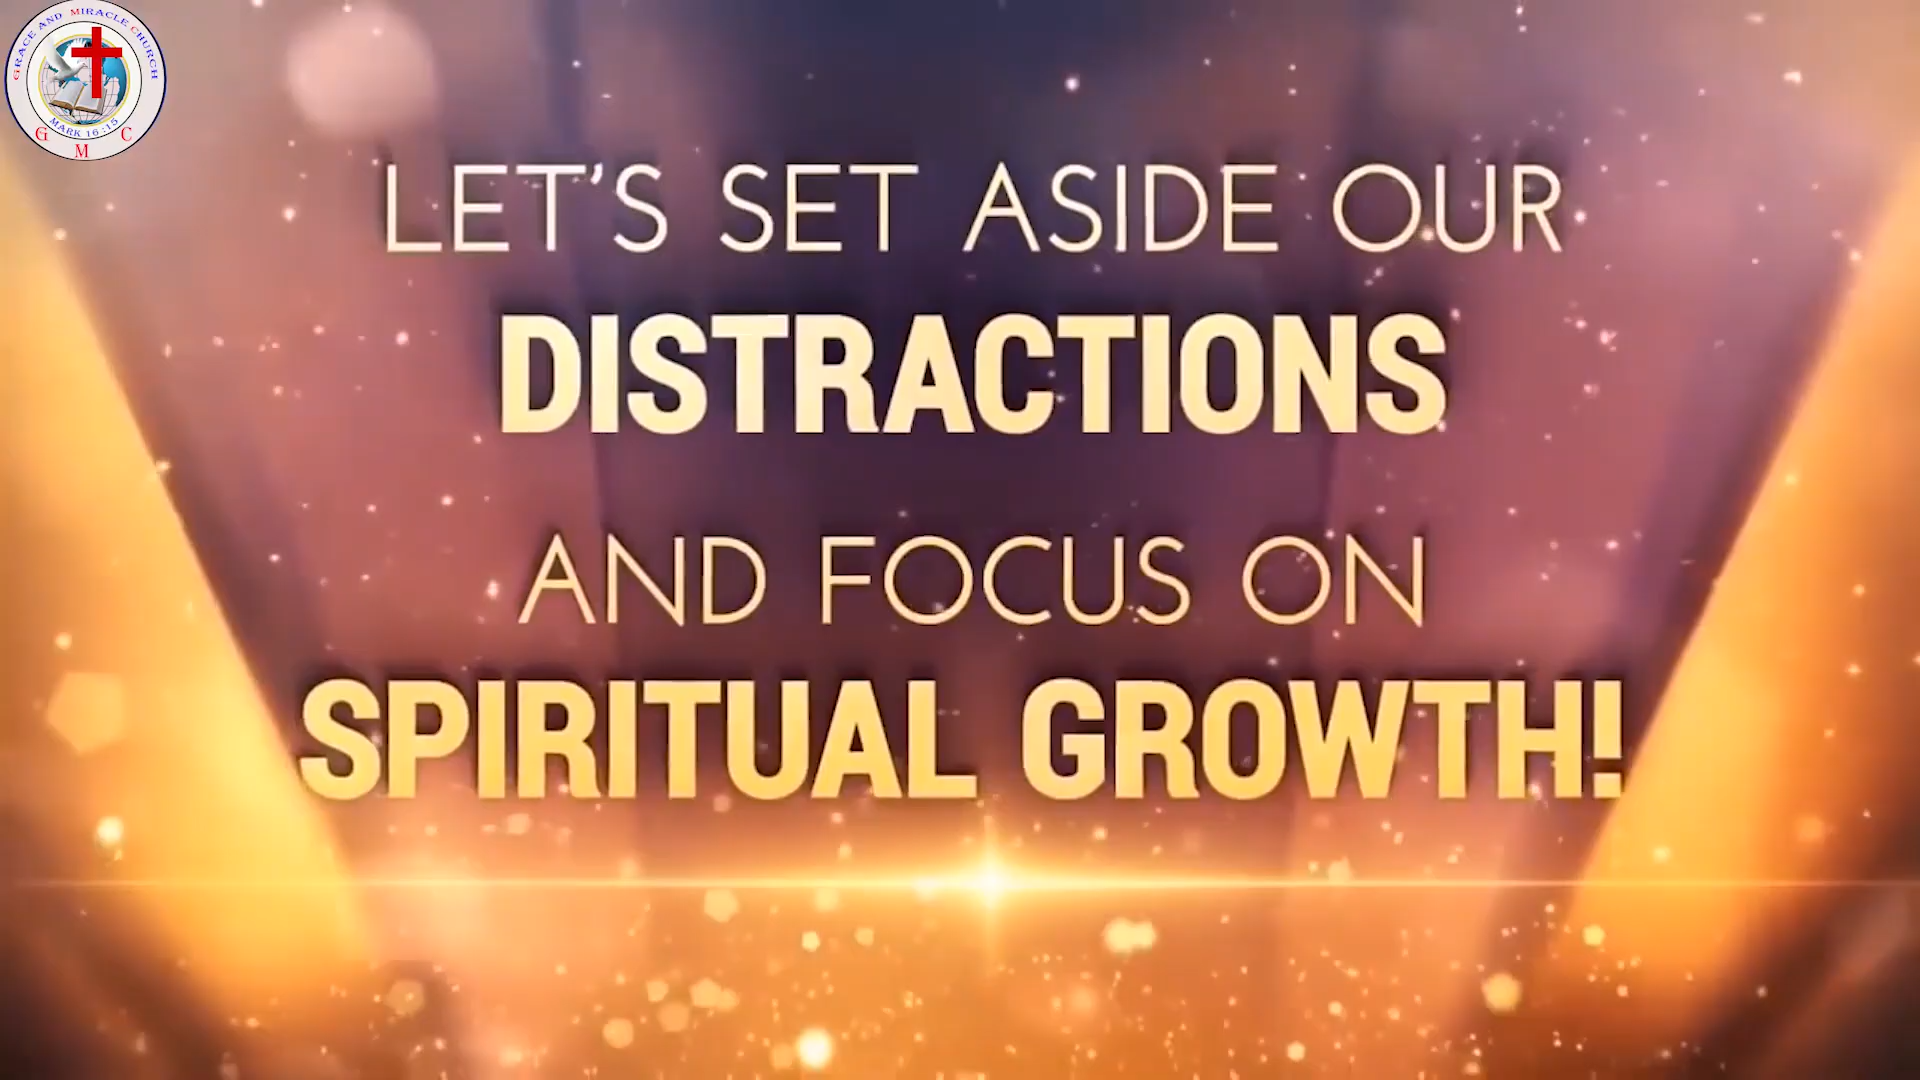 GRACE AND MIRACLE CHURCH
MARK 16:15
G M C
LET'S SET ASIDE OUR
DISTRACTIONS
AND FOCUS ON
SPIRITUAL GROWTH!